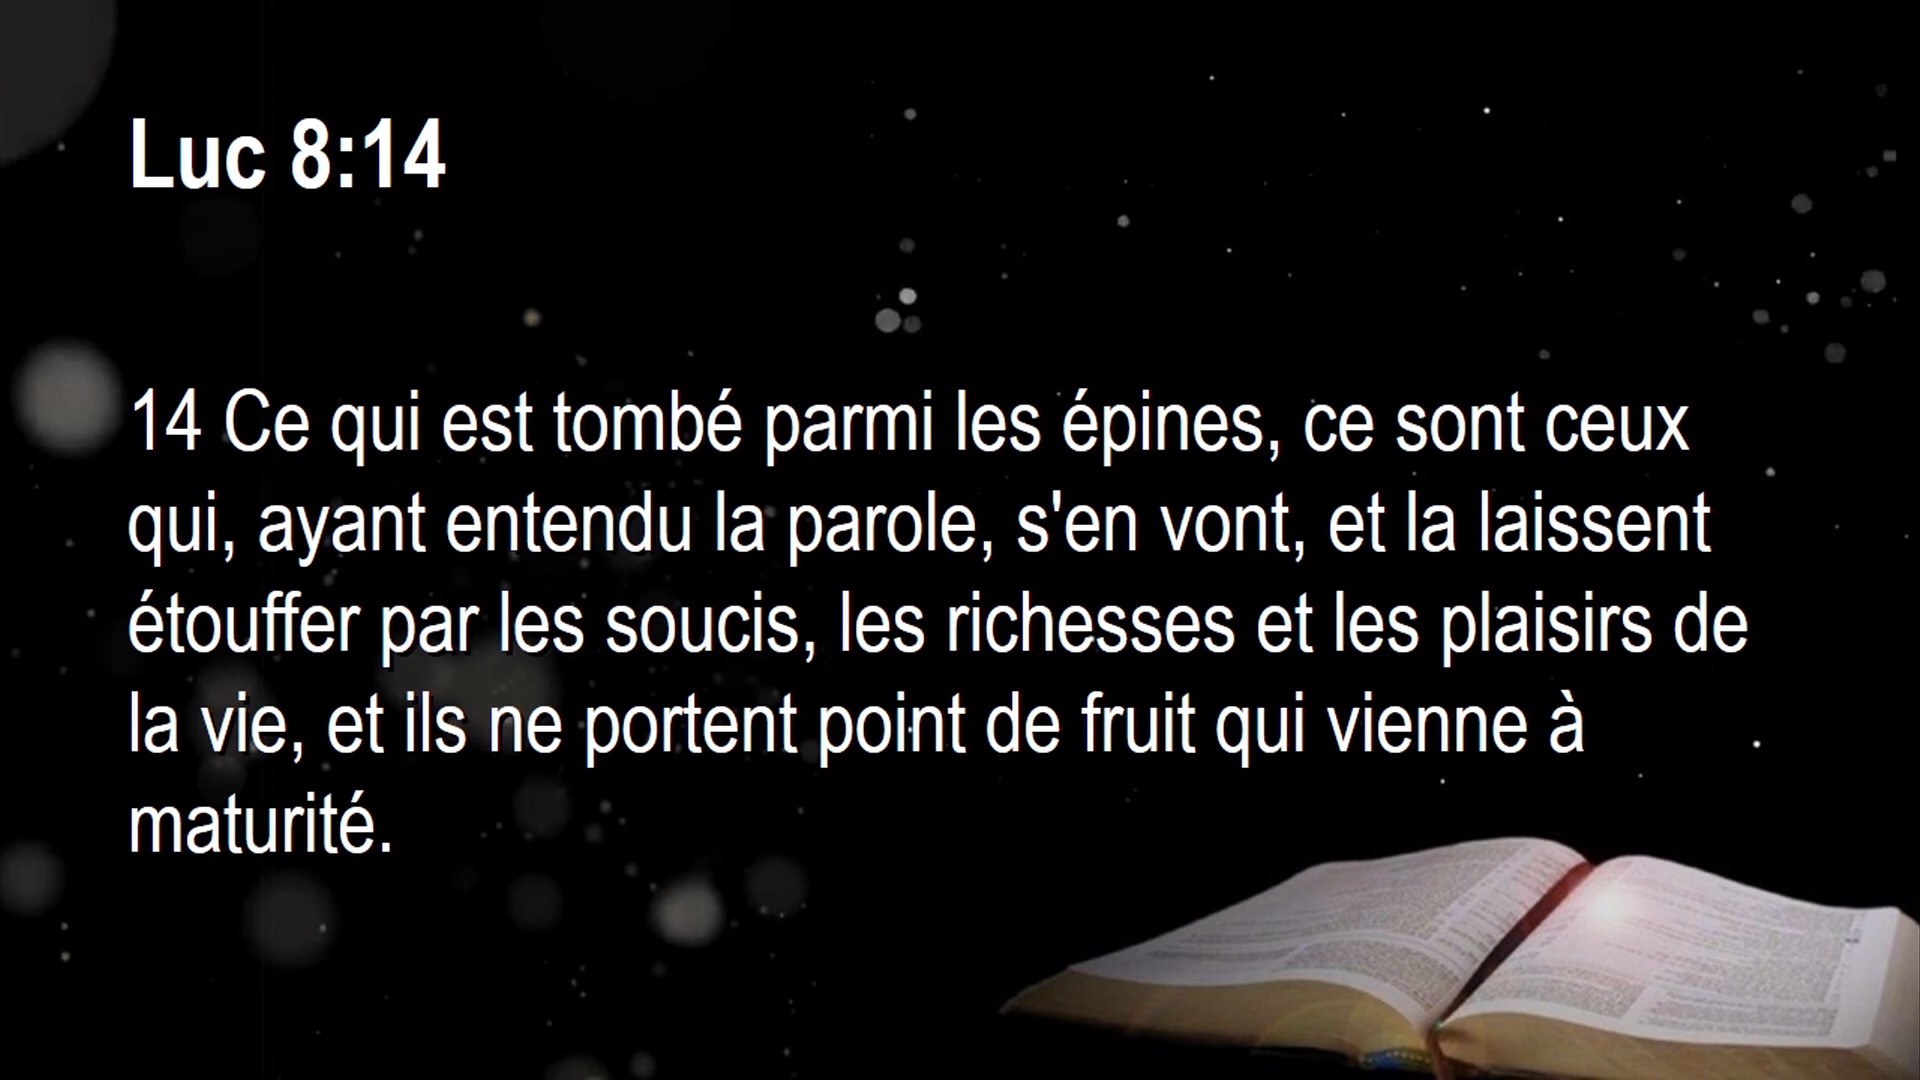 Luc 8:14
14 Ce qui est tombé parmi les épines, ce sont ceux
qui, ayant entendu la parole, s'en vont, et la laissent
étouffer par les soucis, les richesses et les plaisirs de
la vie, et ils ne portent point de fruit qui vienne à
maturité.